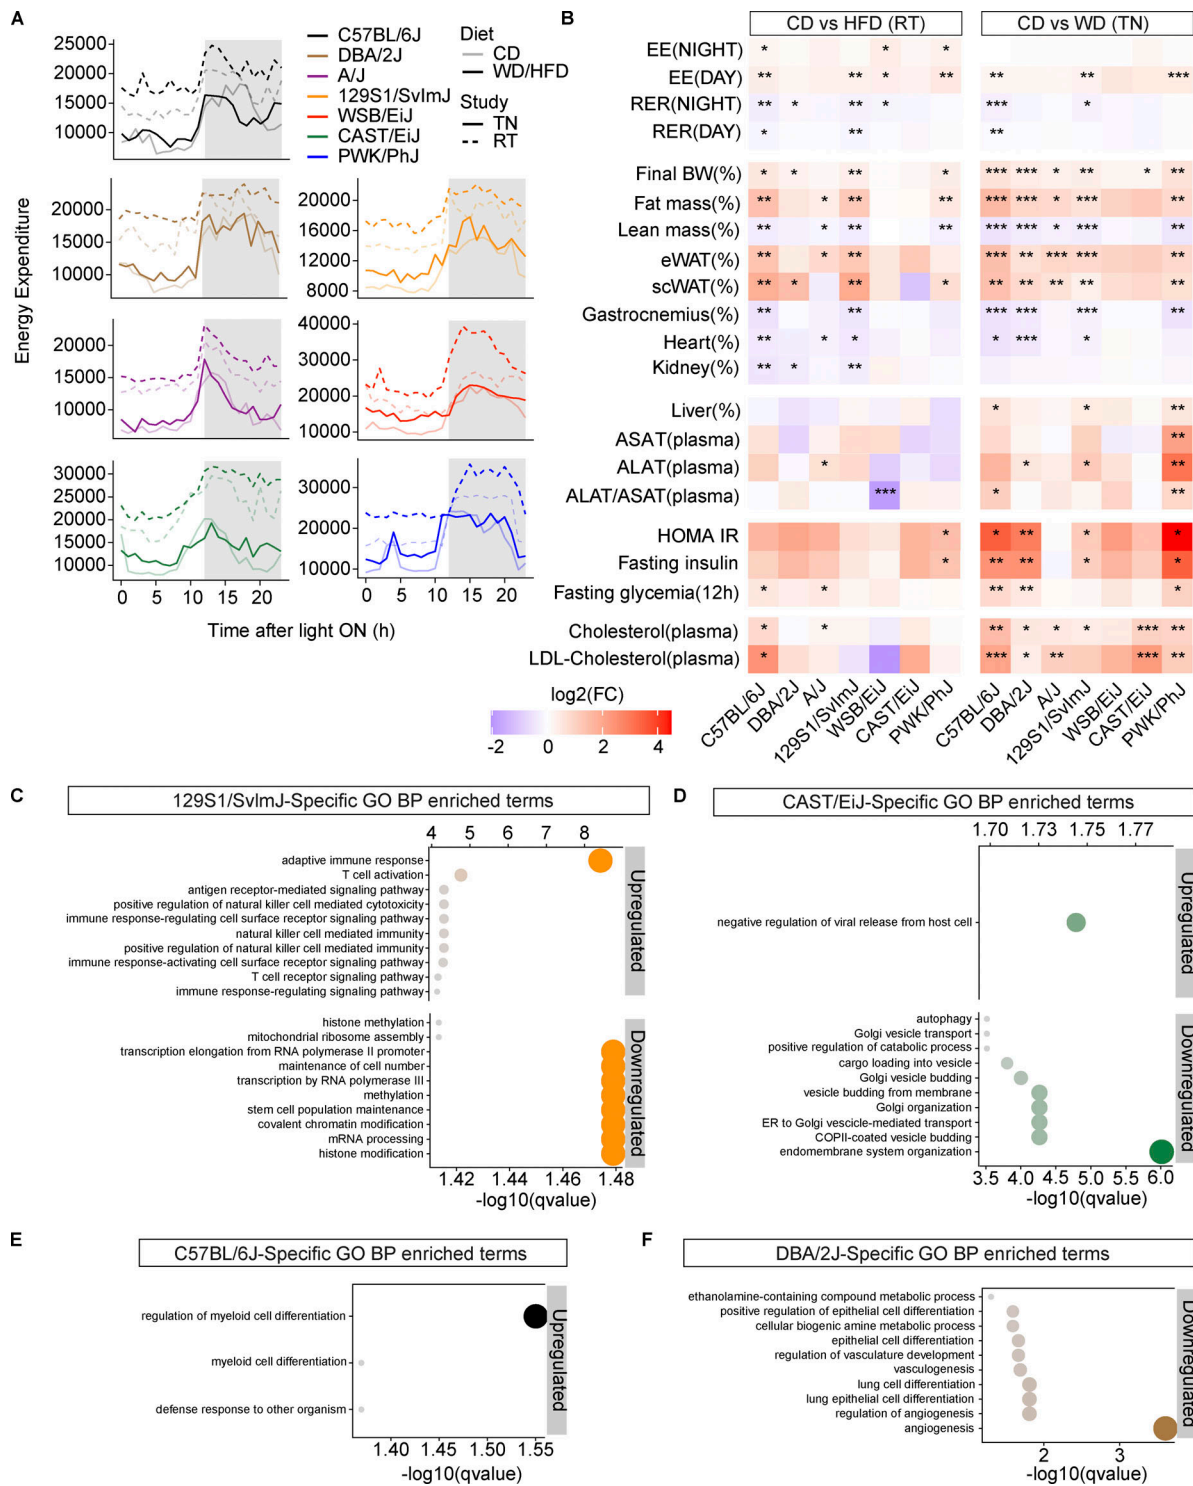 A
Energy Expenditure
25000
20000
15000
10000
C57BL/6J
DBA/2J
A/J
129S1/SvlmJ
WSB/EiJ
CAST/EiJ
PWK/PhJ
Diet
CD
WD/HFD
Study
TN
RT
20000
15000
10000
20000
16000
12000
8000
20000
15000
10000
40000
30000
20000
10000
30000
25000
20000
15000
10000
30000
20000
10000
0 5 10 15 20
0 5 10 15 20
Time after light ON (h)
B
CD vs HFD (RT)
CD vs WD (TN)
EE(NIGHT) * * *
EE(DAY) ** ** * ** ** ** ***
RER(NIGHT) ** * ** * *** *
RER(DAY) * ** **
Final BW(%) * * ** * *** *** * ** * **
Fat mass(%) ** * ** ** *** *** * *** **
Lean mass(%) ** * ** ** *** *** * *** **
eWAT(%) ** * ** *** ** *** *** **
scWAT(%) ** * ** * ** ** ** ** **
Gastrocnemius(%) ** ** *** *** *** **
Heart(%) ** * * * *** *
Kidney(%) ** * **
Liver(%) * * **
ASAT(plasma) **
ALAT(plasma) * * * **
ALAT/ASAT(plasma) *** * **
HOMA IR * * ** * *
Fasting insulin * ** ** * *
Fasting glycemia(12h) * * ** ** *
Cholesterol(plasma) * * ** * * * *** **
LDL-Cholesterol(plasma) * *** * ** *** **
C57BL/6J
DBA/2J
A/J
129S1/SvlmJ
WSB/EiJ
CAST/EiJ
PWK/PhJ
C57BL/6J
DBA/2J
A/J
129S1/SvlmJ
WSB/EiJ
CAST/EiJ
PWK/PhJ
log2(FC)
-2 0 2 4
C
129S1/SvlmJ-Specific GO BP enriched terms
4 5 6 7 8
adaptive immune response
T cell activation
antigen receptor-mediated signaling pathway
positive regulation of natural killer cell mediated cytotoxicity
immune response-regulating cell surface receptor signaling pathway
natural killer cell mediated immunity
positive regulation of natural killer cell mediated immunity
immune response-activating cell surface receptor signaling pathway
T cell receptor signaling pathway
immune response-regulating signaling pathway
Upregulated
histone methylation
mitochondrial ribosome assembly
transcription elongation from RNA polymerase II promoter
maintenance of cell number
transcription by RNA polymerase III
methylation
stem cell population maintenance
covalent chromatin modification
mRNA processing
histone modification
Downregulated
1.42 1.44 1.46 1.48
-log10(qvalue)
D
CAST/EiJ-Specific GO BP enriched terms
1.70 1.73 1.75 1.77
negative regulation of viral release from host cell
Upregulated
autophagy
Golgi vesicle transport
positive regulation of catabolic process
cargo loading into vesicle
Golgi vesicle budding
vesicle budding from membrane
Golgi organization
ER to Golgi vescicle-mediated transport
COPII-coated vesicle budding
endomembrane system organization
Downregulated
3.5 4.0 4.5 5.0 5.5 6.0
-log10(qvalue)
E
C57BL/6J-Specific GO BP enriched terms
regulation of myeloid cell differentiation
myeloid cell differentiation
defense response to other organism
Upregulated
1.40 1.45 1.50 1.55
-log10(qvalue)
F
DBA/2J-Specific GO BP enriched terms
ethanolamine-containing compound metabolic process
positive regulation of epithelial cell differentiation
cellular biogenic amine metabolic process
epithelial cell differentiation
regulation of vasculature development
vasculogenesis
lung cell differentiation
lung epithelial cell differentiation
regulation of angiogenesis
angiogenesis
Downregulated
2 3
-log10(qvalue)